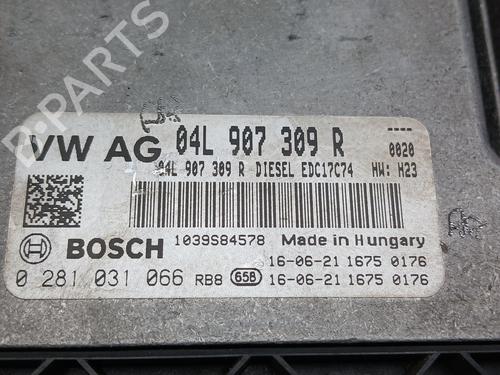 B-PARTS
VW AG 04L 907 309 R 0020
04L 907 309 R DIESEL EDC17C74 HW: H23
BOSCH 1039S84578 Made in Hungary
16-06-21 1675 0176
0 281 031 066 RB8 65B 16-06-21 1675 0176